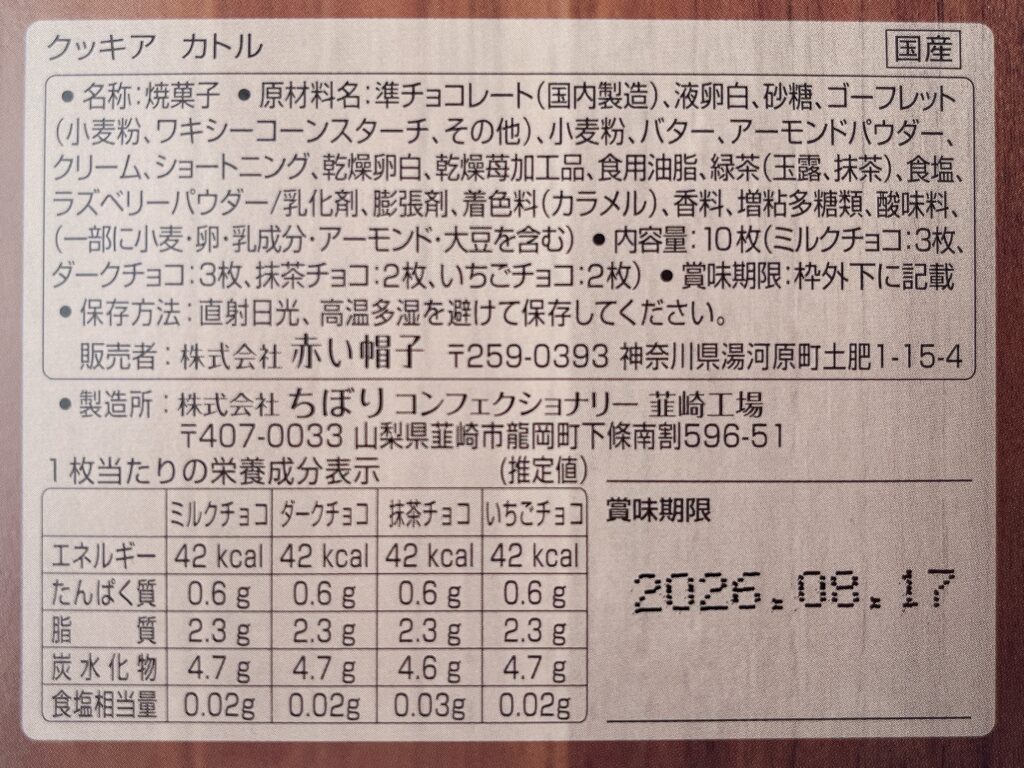 クッキア カトル
国産
●名称:焼菓子 ●原材料名:準チョコレート(国内製造)、液卵白、砂糖、ゴーフレット
(小麦粉、ワキシーコーンスターチ、その他)、小麦粉、バター、アーモンドパウダー、
クリーム、ショートニング、乾燥卵白、乾燥苺加工品、食用油脂、緑茶(玉露、抹茶)、食塩、
ラズベリーパウダー/乳化剤、膨張剤、着色料(カラメル)、香料、増粘多糖類、酸味料、
(一部に小麦・卵・乳成分・アーモンド・大豆を含む) ●内容量:10枚(ミルクチョコ:3枚、
ダークチョコ:3枚、抹茶チョコ:2枚、いちごチョコ:2枚) ●賞味期限:枠外下に記載
●保存方法:直射日光、高温多湿を避けて保存してください。
販売者:株式会社 赤い帽子 〒259-0393 神奈川県湯河原町土肥1-15-4
●製造所:株式会社 ちぼり コンフェクショナリー 韮崎工場
〒407-0033 山梨県韮崎市龍岡町下條南割596-51
1枚当たりの栄養成分表示 (推定値)
ミルクチョコ ダークチョコ 抹茶チョコ いちごチョコ
エネルギー 42 kcal 42 kcal 42 kcal 42 kcal
たんぱく質 0.6 g 0.6 g 0.6 g 0.6 g
脂質 2.3 g 2.3 g 2.3 g 2.3 g
炭水化物 4.7 g 4.7 g 4.6 g 4.7 g
食塩相当量 0.02g 0.02g 0.03g 0.02g
賞味期限
2026.08.17